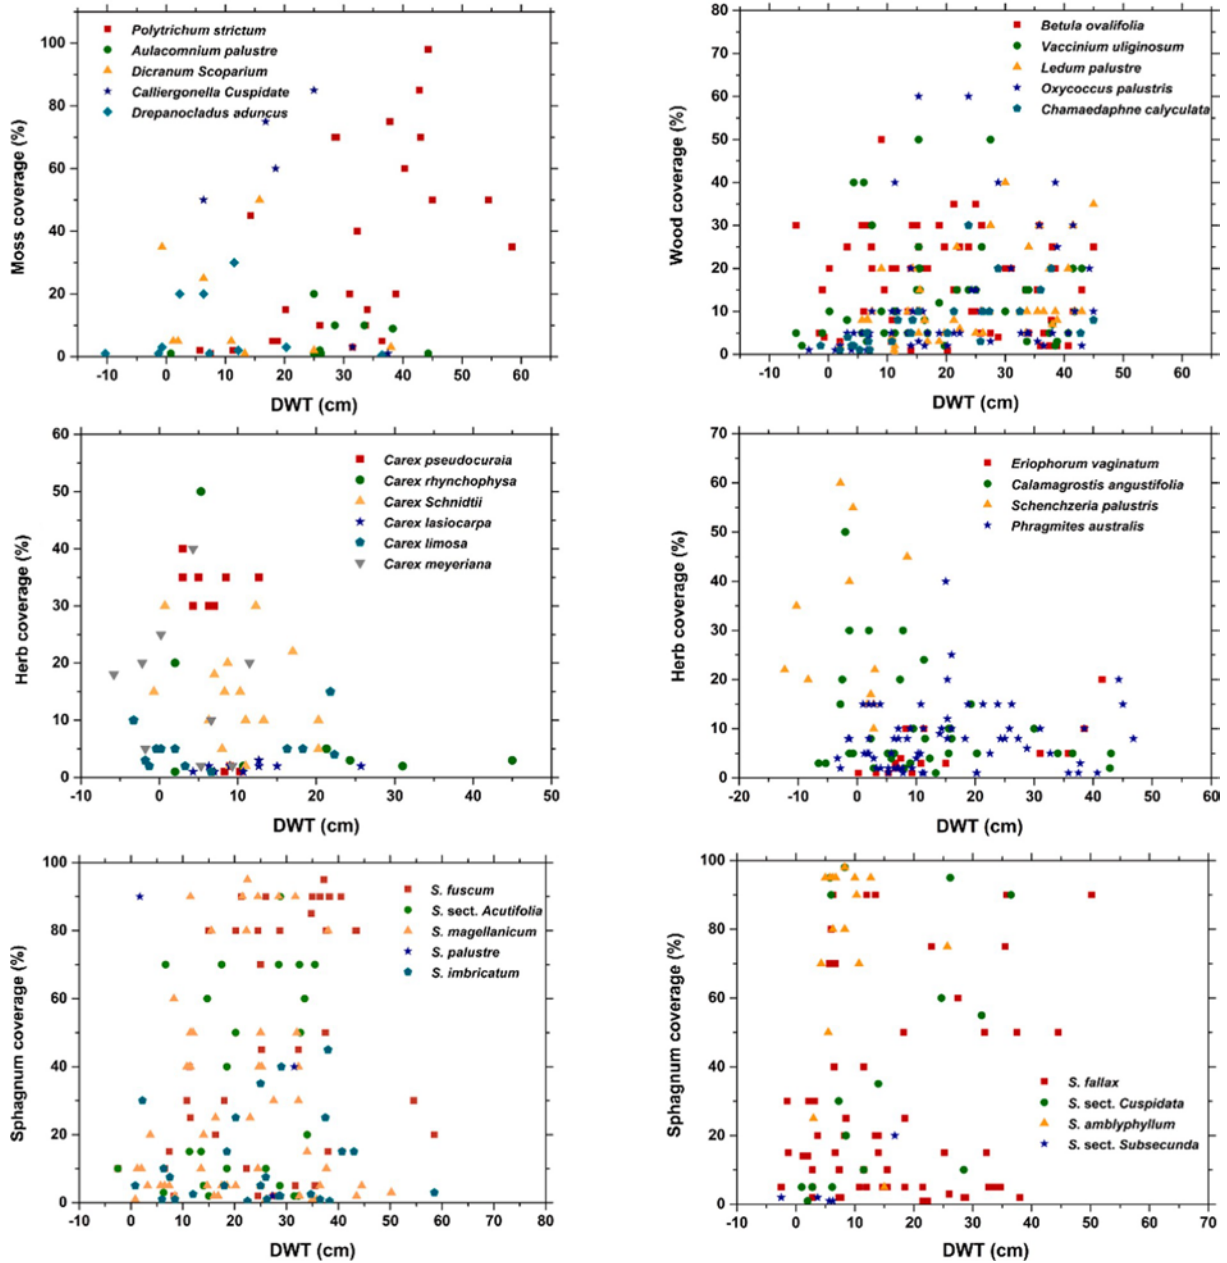 Polytrichum strictum
Aulacomnium palustre
Dicranum Scoparium
Calliergonella Cuspidate
Drepanocladus aduncus
Moss coverage (%)
100
80
60
40
20
0
-10 0 10 20 30 40 50 60
DWT (cm)
Betula ovalifolia
Vaccinium uliginosum
Ledum palustre
Oxycoccus palustris
Chamaedaphne calyculata
Wood coverage (%)
80
70
60
50
40
30
20
10
0
-10 0 10 20 30 40 50 60
DWT (cm)
Carex pseudocuraia
Carex rhynchophysa
Carex Schnidtii
Carex lasiocarpa
Carex limosa
Carex meyeriana
Herb coverage (%)
60
50
40
30
20
10
0
-10 0 10 20 30 40 50
DWT (cm)
Eriophorum vaginatum
Calamagrostis angustifolia
Schenchzeria palustris
Phragmites australis
Herb coverage (%)
70
60
50
40
30
20
10
0
-20 -10 0 10 20 30 40 50 60
DWT (cm)
S. fuscum
S. sect. Acutifolia
S. magellanicum
S. palustre
S. imbricatum
Sphagnum coverage (%)
100
80
60
40
20
0
-10 0 10 20 30 40 50 60 70 80
DWT (cm)
S. fallax
S. sect. Cuspidata
S. amblyphyllum
S. sect. Subsecunda
Sphagnum coverage (%)
100
80
60
40
20
0
-10 0 10 20 30 40 50 60 70
DWT (cm)